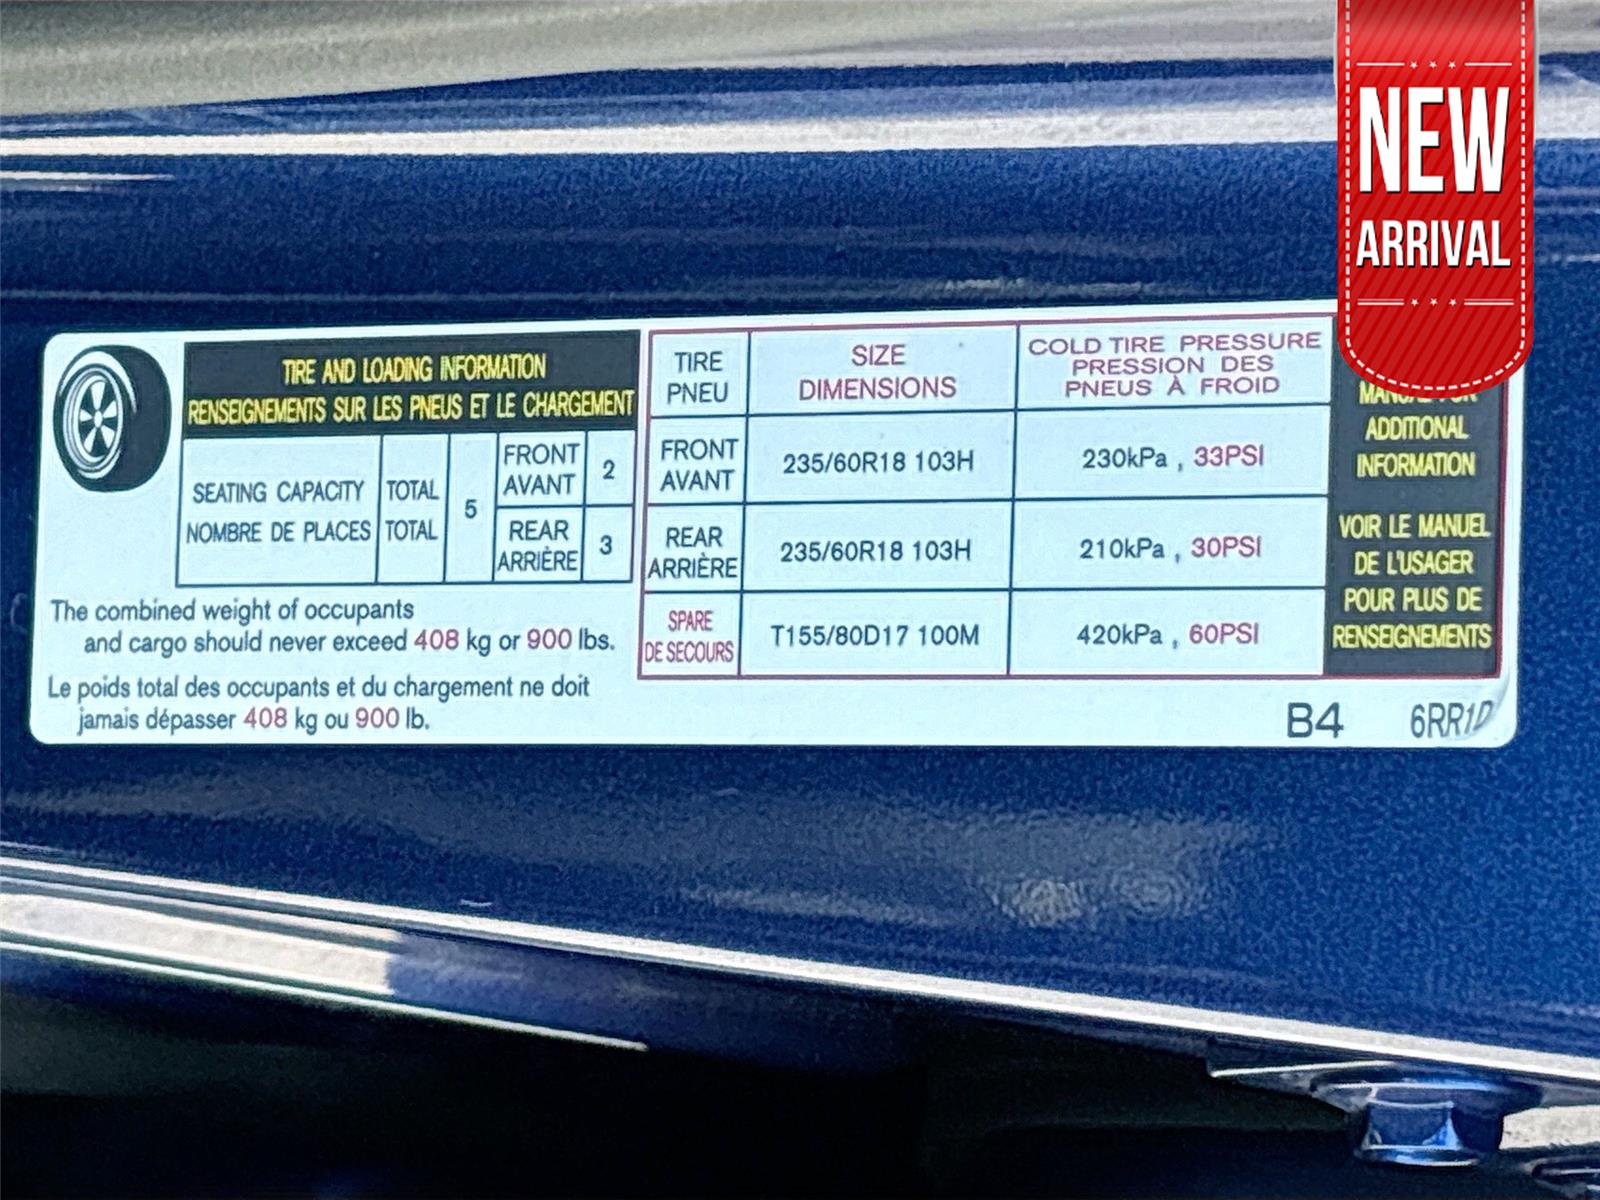 NEW
ARRIVAL
TIRE AND LOADING INFORMATION
RENSEIGNEMENTS SUR LES PNEUS ET LE CHARGEMENT
SEATING CAPACITY
NOMBRE DE PLACES
TOTAL
TOTAL
5
FRONT
AVANT
2
REAR
ARRIÈRE
3
The combined weight of occupants
and cargo should never exceed 408 kg or 900 lbs.
Le poids total des occupants et du chargement ne doit
jamais dépasser 408 kg ou 900 lb.
TIRE
PNEU
SIZE
DIMENSIONS
COLD TIRE PRESSURE
PRESSION DES
PNEUS À FROID
FRONT
AVANT
235/60R18 103H
230kPa , 33PSI
REAR
ARRIÈRE
235/60R18 103H
210kPa , 30PSI
SPARE
DE SECOURS
T155/80D17 100M
420kPa , 60PSI
ADDITIONAL
INFORMATION
VOIR LE MANUEL
DE L'USAGER
POUR PLUS DE
RENSEIGNEMENTS
B4